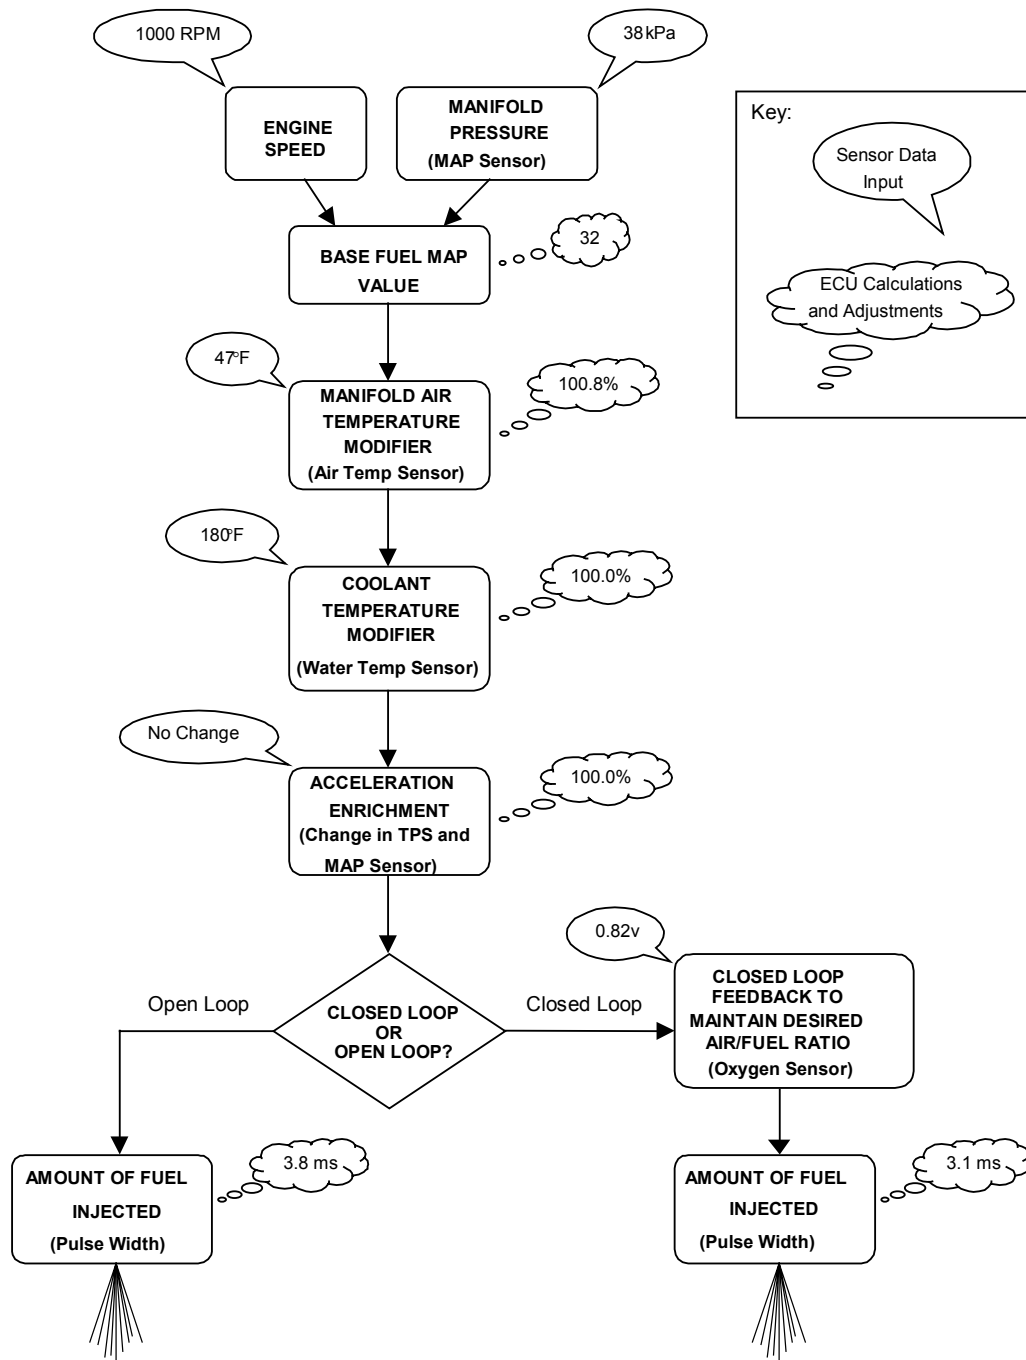 1000 RPM
38kPa
ENGINE
SPEED
MANIFOLD
PRESSURE
(MAP Sensor)
Key:
Sensor Data
Input
ECU Calculations
and Adjustments
BASE FUEL MAP
VALUE
32
47°F
MANIFOLD AIR
TEMPERATURE
MODIFIER
(Air Temp Sensor)
100.8%
180°F
COOLANT
TEMPERATURE
MODIFIER
(Water Temp Sensor)
100.0%
No Change
ACCELERATION
ENRICHMENT
(Change in TPS and
MAP Sensor)
100.0%
Open Loop
CLOSED LOOP
OR
OPEN LOOP?
Closed Loop
0.82v
CLOSED LOOP
FEEDBACK TO
MAINTAIN DESIRED
AIR/FUEL RATIO
(Oxygen Sensor)
AMOUNT OF FUEL
INJECTED
(Pulse Width)
3.8 ms
AMOUNT OF FUEL
INJECTED
(Pulse Width)
3.1 ms